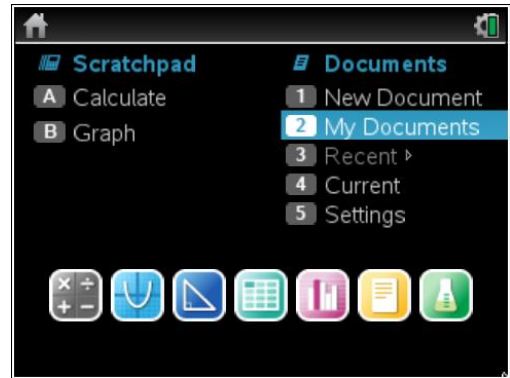 Scratchpad
A Calculate
B Graph
Documents
1 New Document
2 My Documents
3 Recent ▹
4 Current
5 Settings